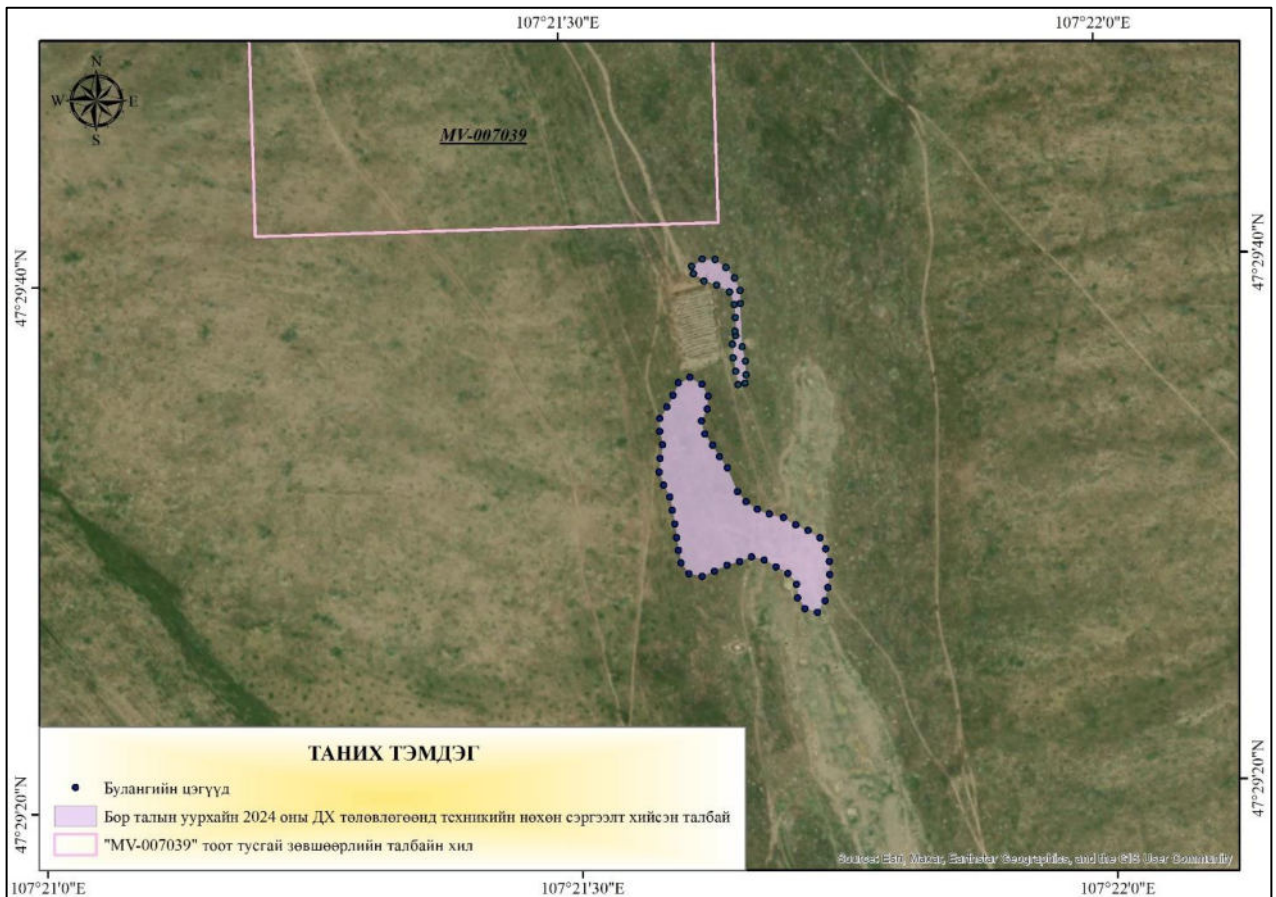 107°21'30"E
107°22'0"E
N
W
E
S
MV-007039
47°29'40"N
47°29'40"N
47°29'20"N
47°29'20"N
ТАНИХ ТЭМДЭГ
Булангийн цэгүүд
Бор талын уурхайн 2024 оны ДХ төлөвлөгөөнд техникийн нөхөн сэргээлт хийсэн талбай
"MV-007039" тоот тусгай зөвшөөрлийн талбайн хил
Source: Esri, Maxar, Earthstar Geographics, and the GIS User Community
107°21'0"E
107°21'30"E
107°22'0"E